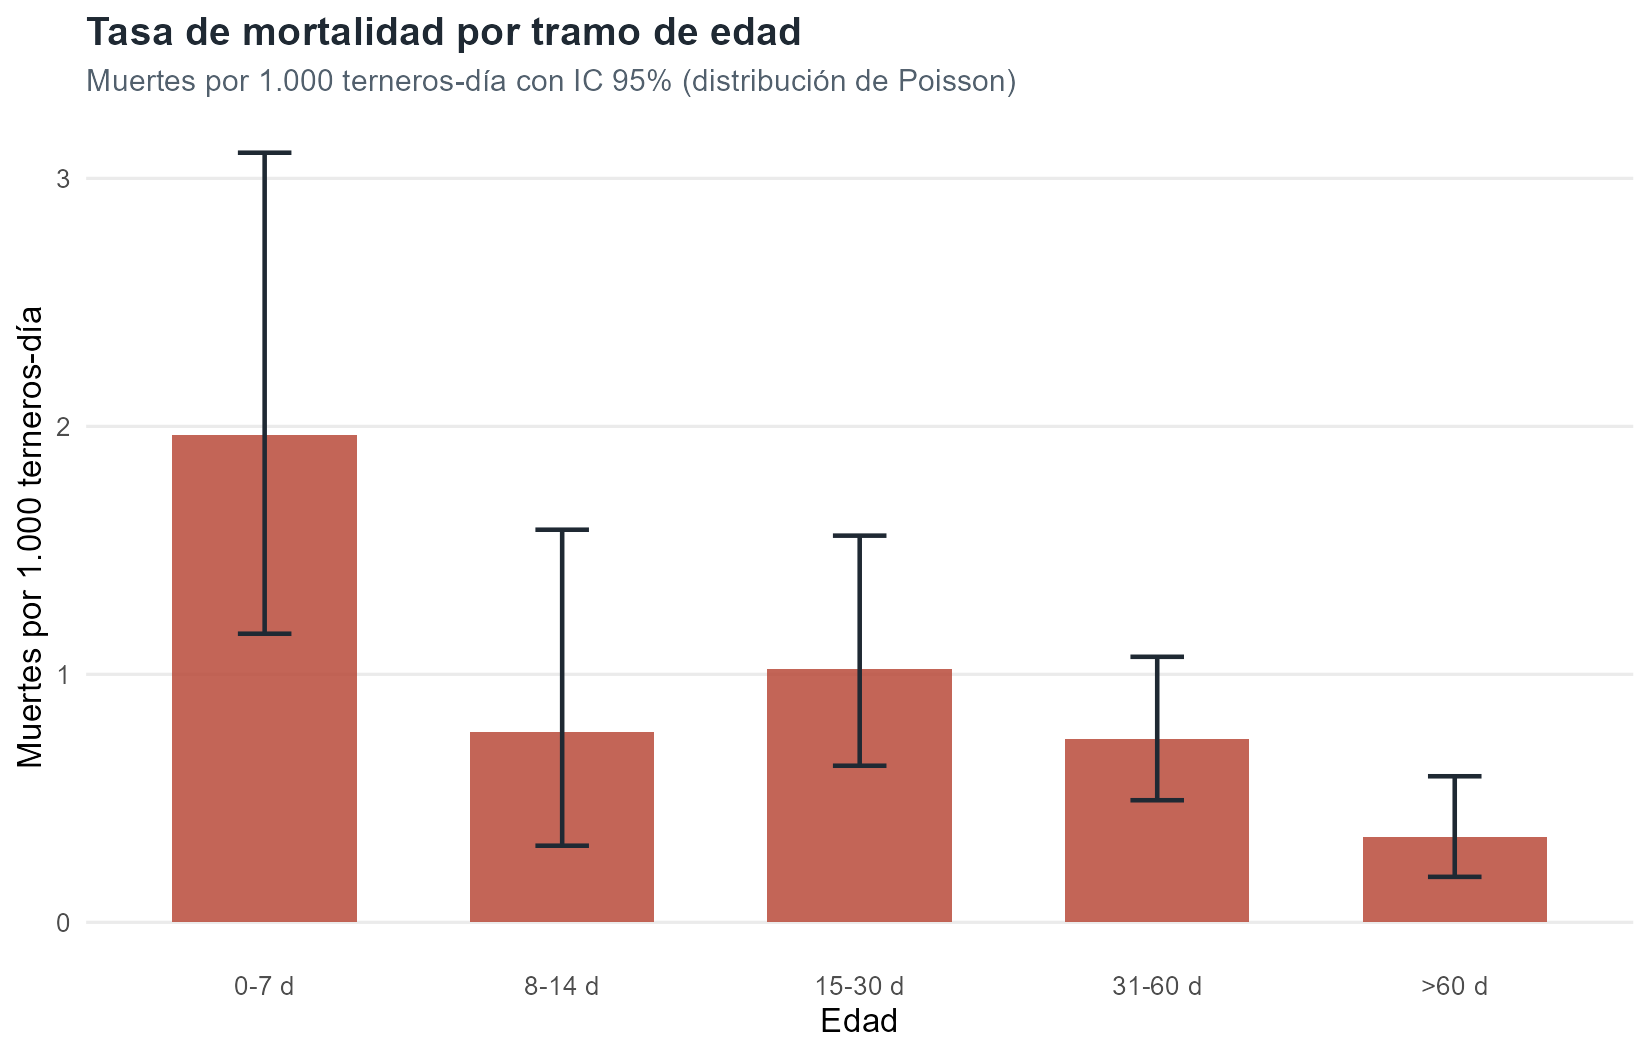 Tasa de mortalidad por tramo de edad
Muertes por 1.000 terneros-día con IC 95% (distribución de Poisson)
Muertes por 1.000 terneros-día
3
2
1
0
0-7 d
8-14 d
15-30 d
31-60 d
>60 d
Edad